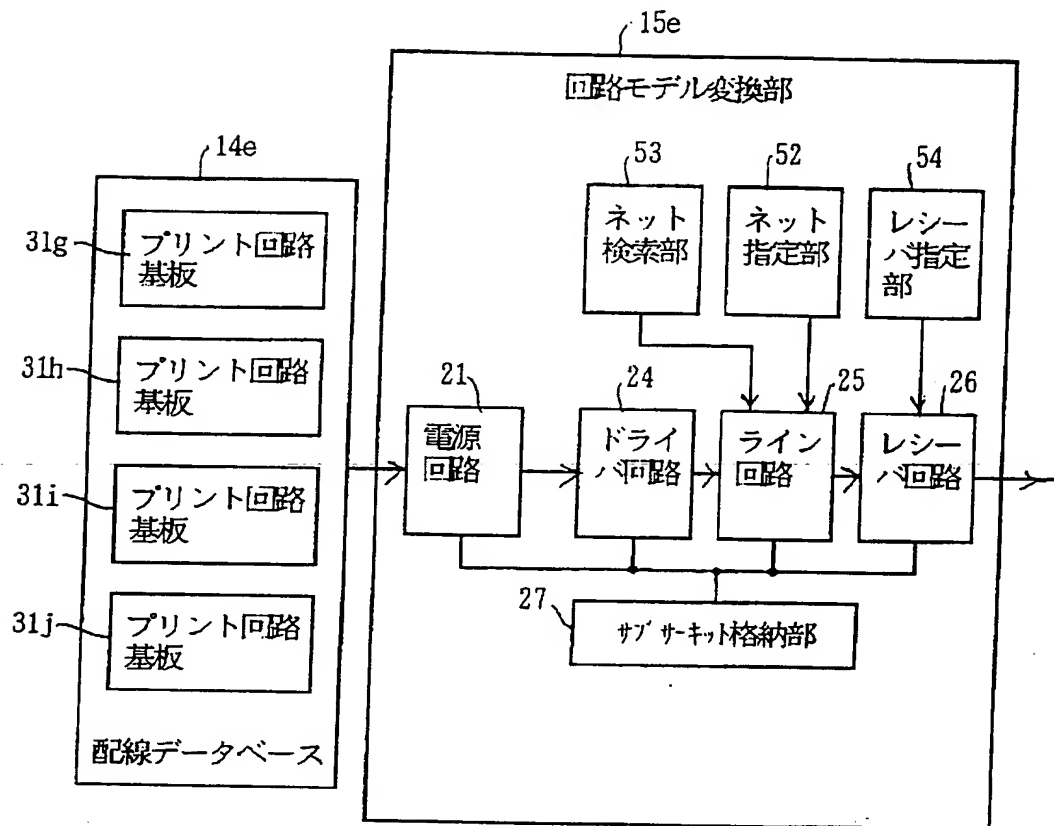 15e
回路モデル変換部
14e
53
52
54
31g
プリント回路
基板
ネット
検索部
ネット
指定部
レシー
バ指定
部
31h
プリント回路
基板
21
24
25
26
電源
回路
ドライ
バ回路
ライン
回路
レシー
バ回路
31i
プリント回路
基板
27
サブサーキット格納部
31j
プリント回路
基板
配線データベース